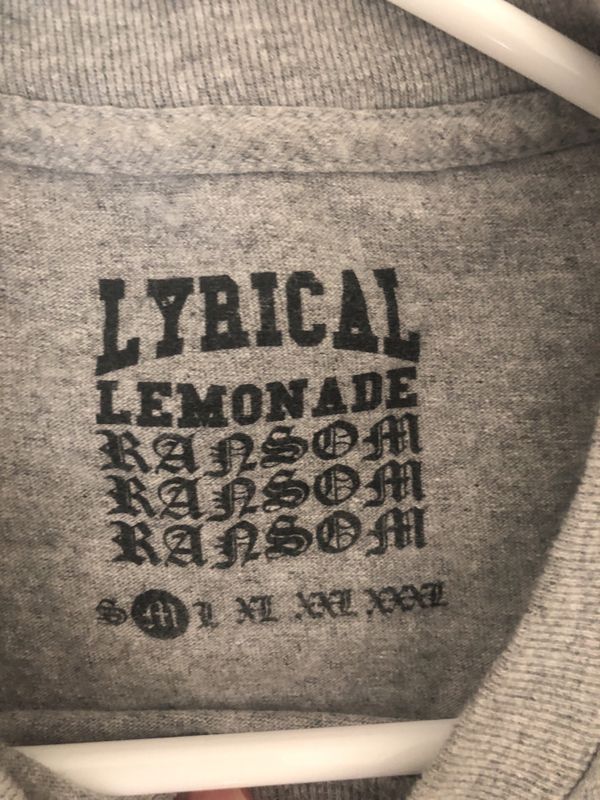 LYRICAL
LEMONADE
RANSOM
RANSOM
RANSOM
S M L XL XXL XXXL